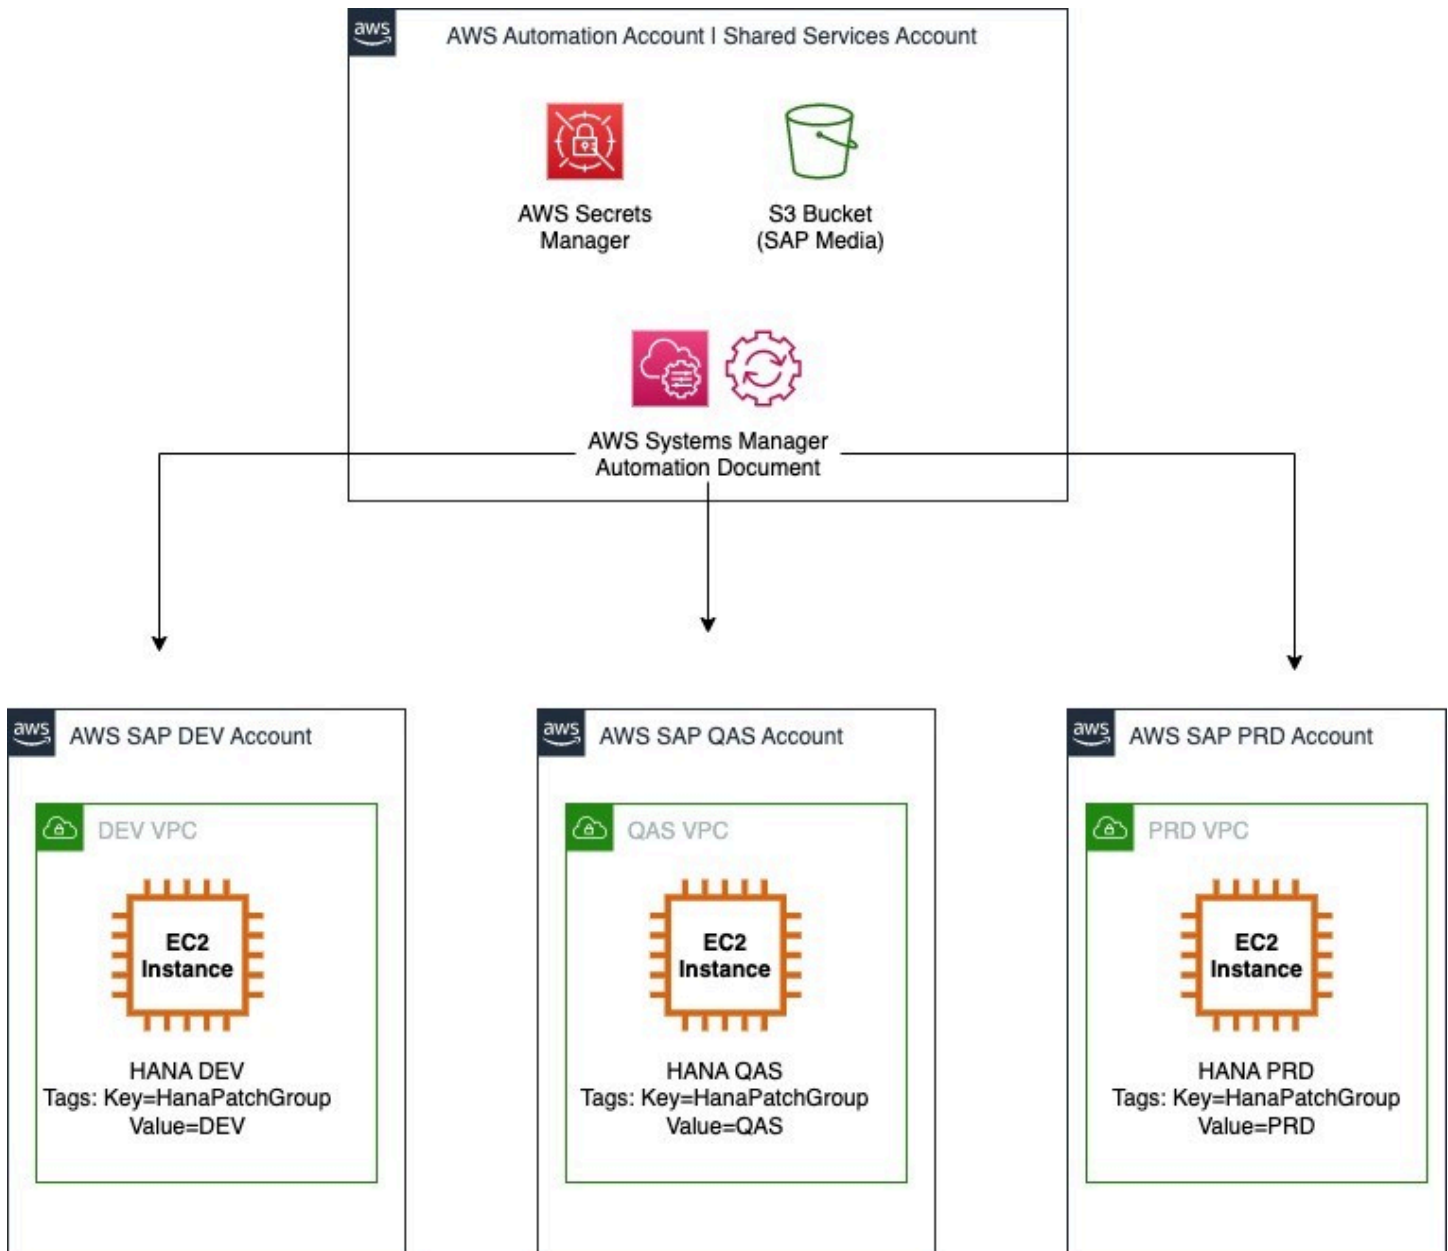 aws
AWS Automation Account | Shared Services Account
AWS Secrets
Manager
S3 Bucket
(SAP Media)
AWS Systems Manager
Automation Document
aws
AWS SAP DEV Account
DEV VPC
EC2
Instance
HANA DEV
Tags: Key=HanaPatchGroup
Value=DEV
aws
AWS SAP QAS Account
QAS VPC
EC2
Instance
HANA QAS
Tags: Key=HanaPatchGroup
Value=QAS
aws
AWS SAP PRD Account
PRD VPC
EC2
Instance
HANA PRD
Tags: Key=HanaPatchGroup
Value=PRD